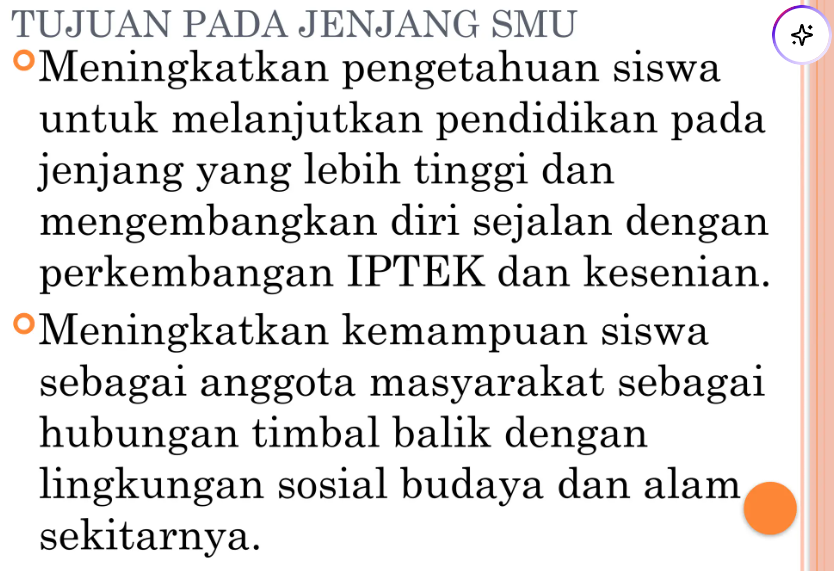 TUJUAN PADA JENJANG SMU
Meningkatkan pengetahuan siswa
untuk melanjutkan pendidikan pada
jenjang yang lebih tinggi dan
mengembangkan diri sejalan dengan
perkembangan IPTEK dan kesenian.
Meningkatkan kemampuan siswa
sebagai anggota masyarakat sebagai
hubungan timbal balik dengan
lingkungan sosial budaya dan alam
sekitarnya.